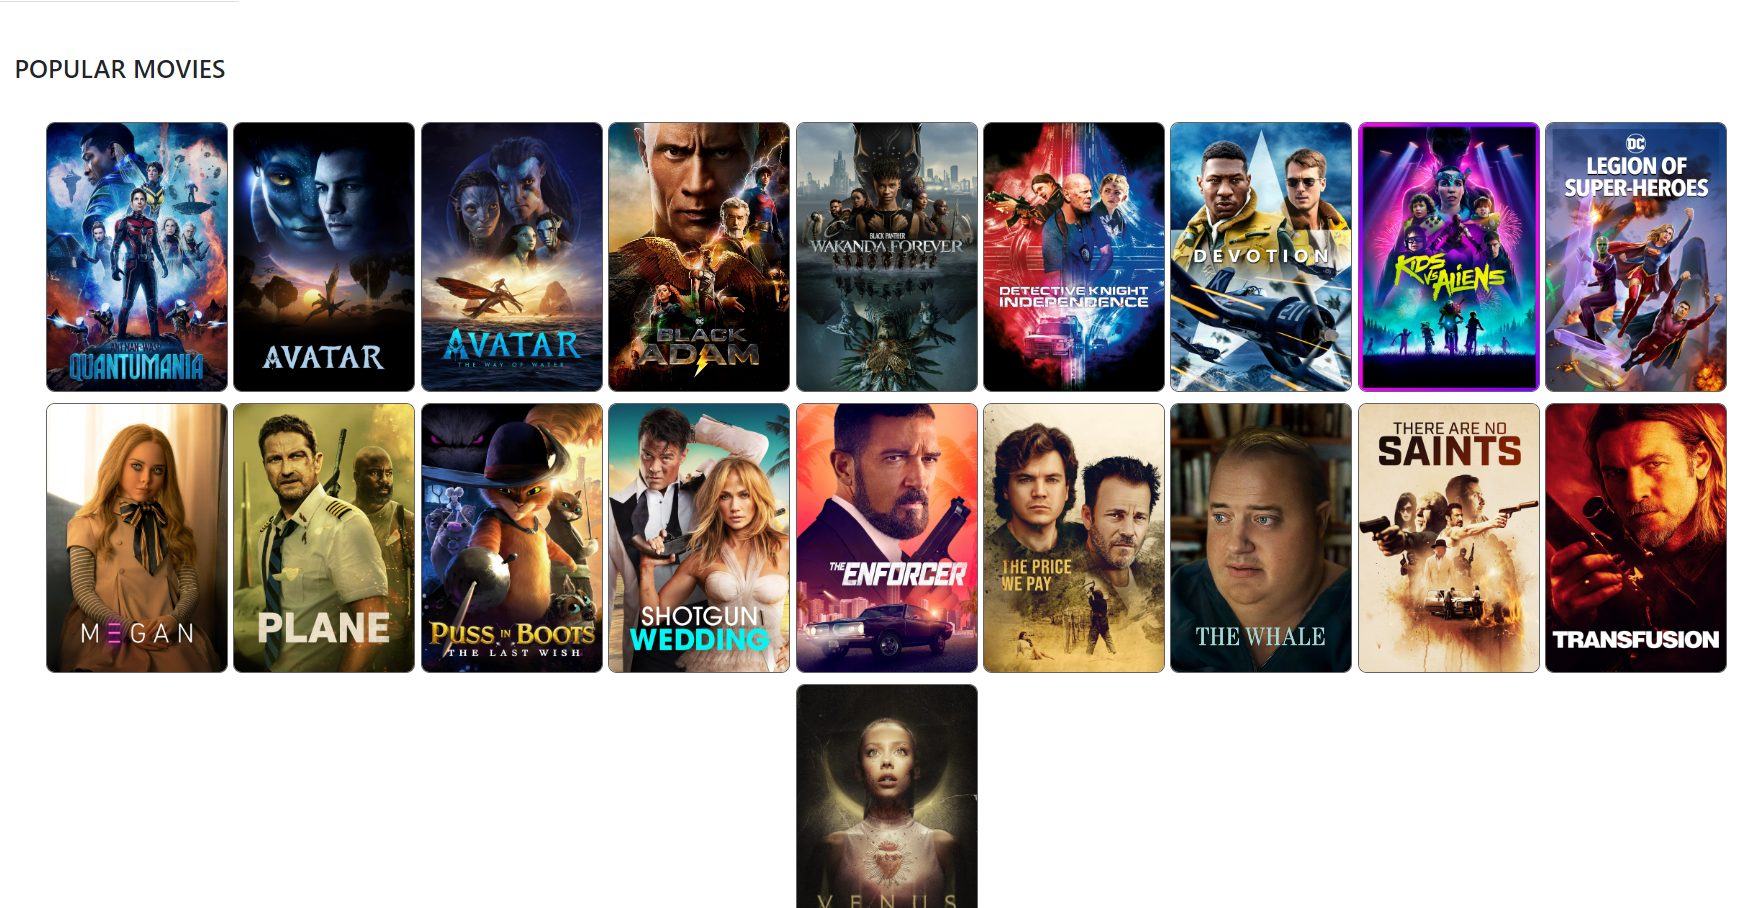 POPULAR MOVIES
ANT-MAN AND THE WASP
QUANTUMANIA
AVATAR
AVATAR
THE WAY OF WATER
DC
BLACK
ADAM
BLACK PANTHER
WAKANDA FOREVER
DETECTIVE KNIGHT
INDEPENDENCE
DEVOTION
211
KIDS
VS ALIENS
DC
LEGION OF
SUPER-HEROES
MƎGAN
PLANE
PUSS IN BOOTS
THE LAST WISH
SHOTGUN
WEDDING
THE ENFORCER
THE PRICE
WE PAY
THE WHALE
THERE ARE NO
SAINTS
TRANSFUSION
VENUS